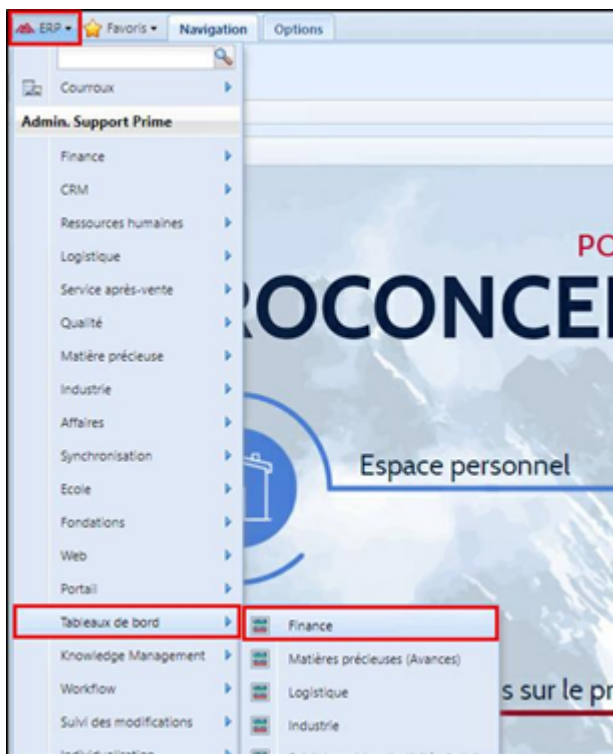 ERP Favoris Navigation Options
Courroux
Admin. Support Prime
Finance
CRM
Ressources humaines
Logistique
Service après-vente
Qualité
Matière précieuse
Industrie
Affaires
Synchronisation
Ecole
Fondations
Web
Portail
Tableaux de bord
Knowledge Management
Workflow
Suivi des modifications
Finance
Matières précieuses (Avances)
Logistique
Industrie
PO
OCONCE
Espace personnel
s sur le pr